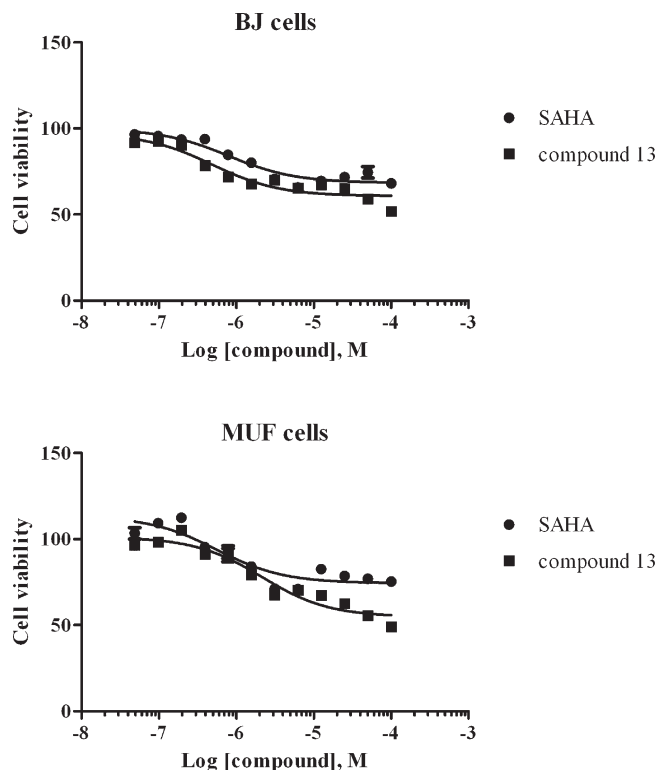 BJ cells
150
100
50
0
Cell viability
-8 -7 -6 -5 -4 -3
Log [compound], M
SAHA
compound 13
MUF cells
150
100
50
0
Cell viability
-8 -7 -6 -5 -4 -3
Log [compound], M
SAHA
compound 13